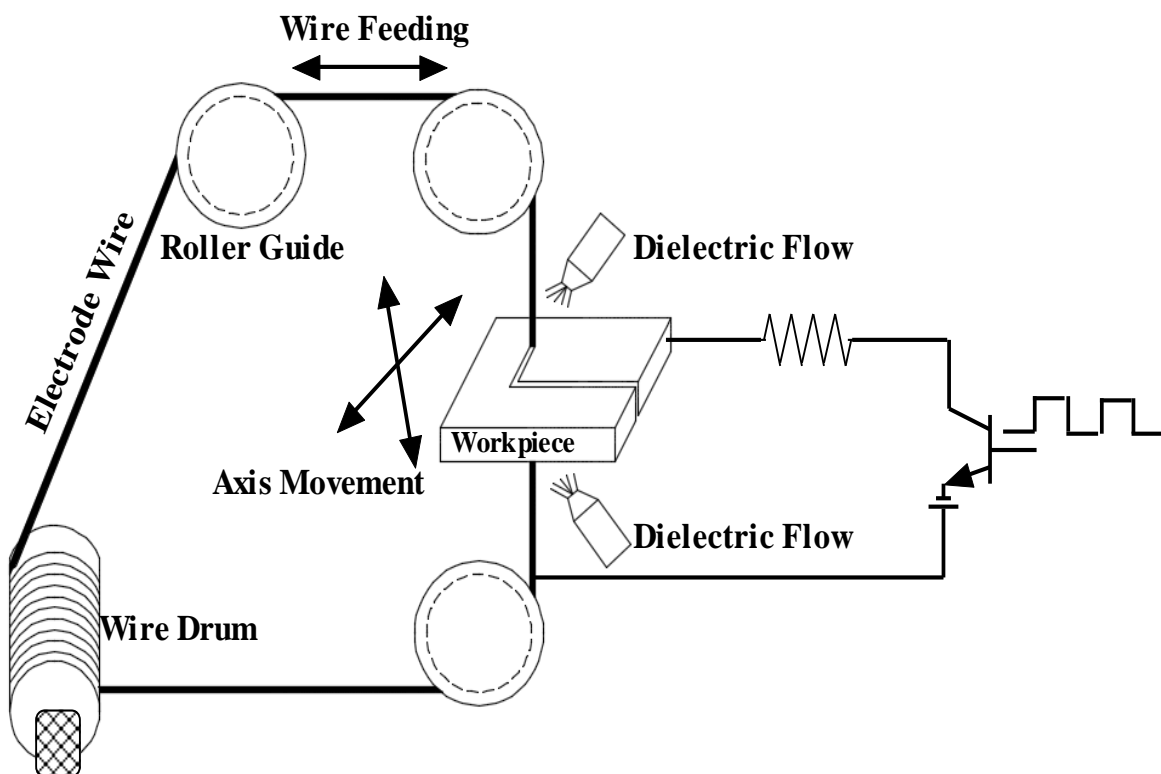 Wire Feeding
Roller Guide
Dielectric Flow
Electrode Wire
Workpiece
Axis Movement
Dielectric Flow
Wire Drum